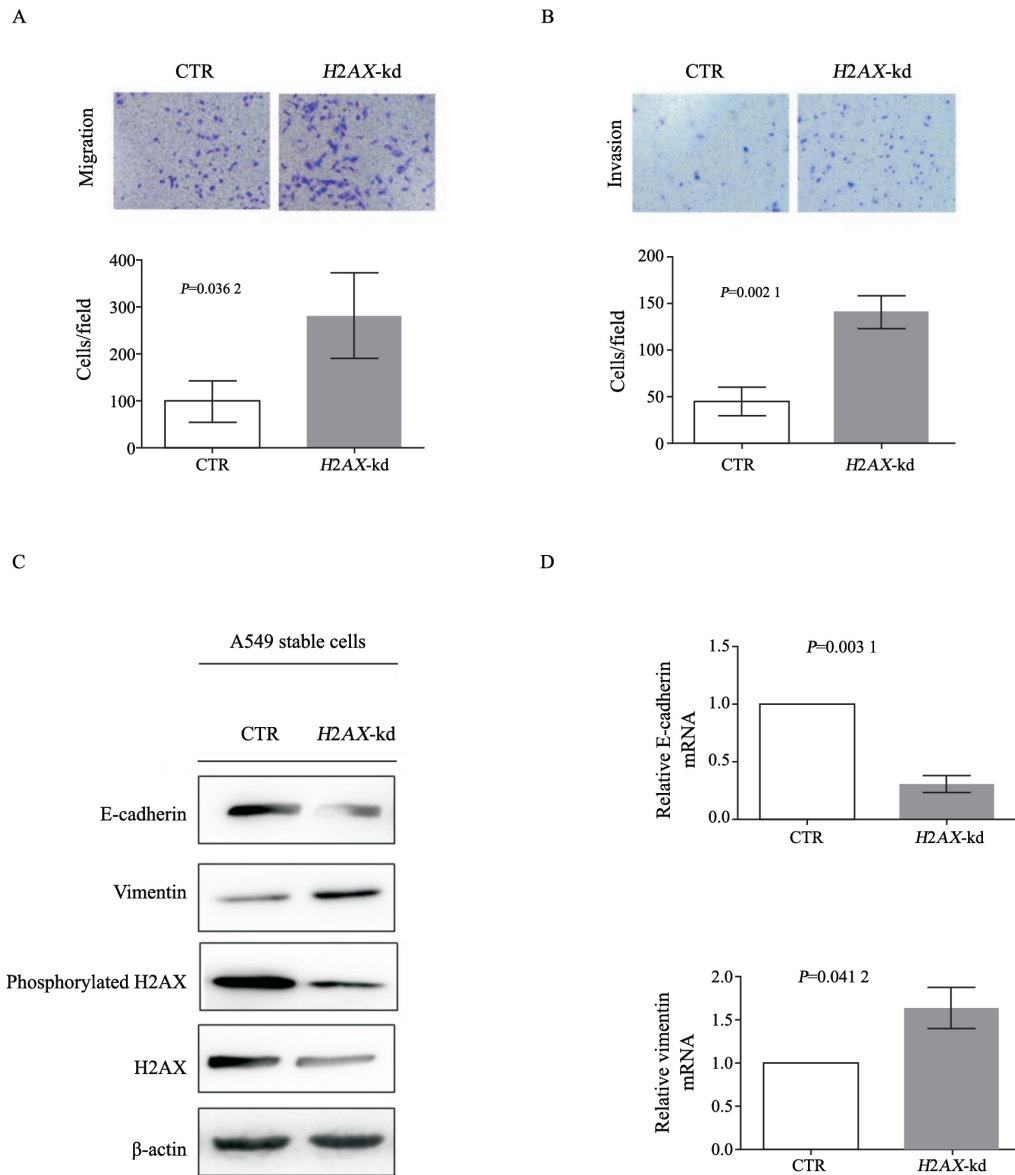 A
CTR
H2AX-kd
Migration
400
300
200
100
0
Cells/field
P=0.036 2
CTR
H2AX-kd
B
CTR
H2AX-kd
Invasion
200
150
100
50
0
Cells/field
P=0.002 1
CTR
H2AX-kd
C
A549 stable cells
CTR
H2AX-kd
E-cadherin
Vimentin
Phosphorylated H2AX
H2AX
β-actin
D
Relative E-cadherin
mRNA
1.5
1.0
0.5
0.0
P=0.003 1
CTR
H2AX-kd
Relative vimentin
mRNA
2.0
1.5
1.0
0.5
0.0
P=0.041 2
CTR
H2AX-kd